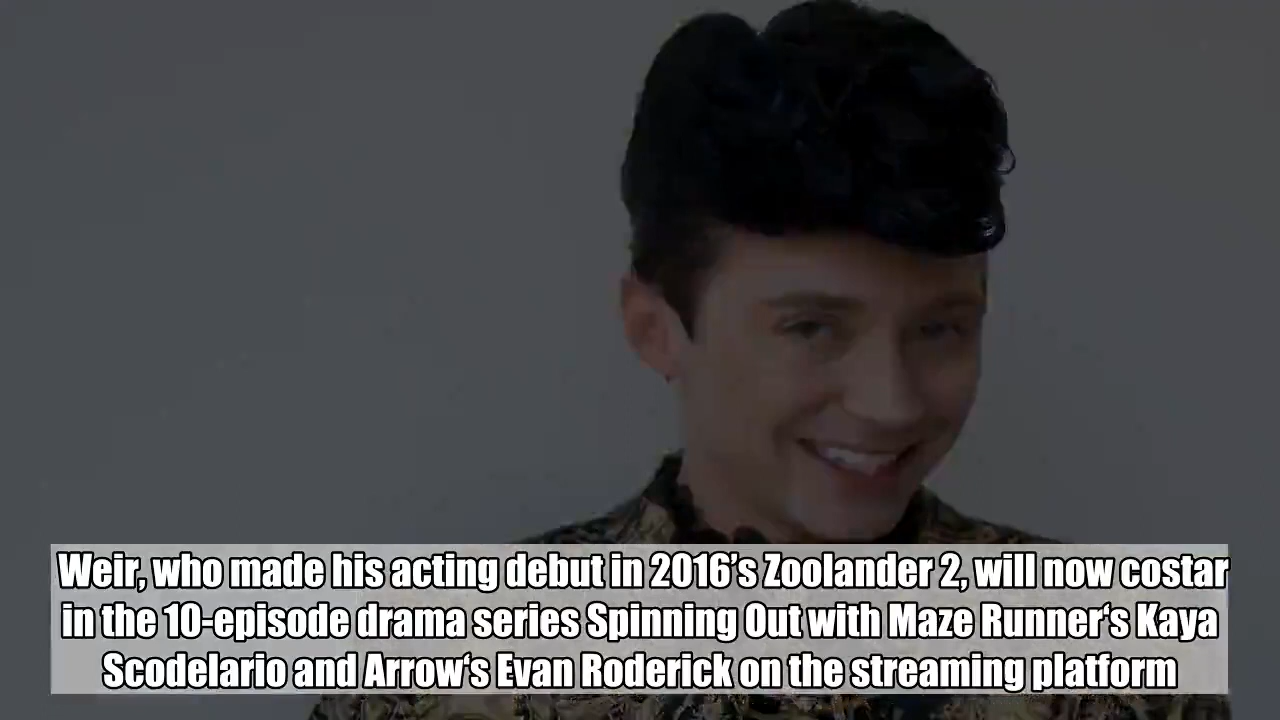 Weir, who made his acting debut in 2016’s Zoolander 2, will now costar
in the 10-episode drama series Spinning Out with Maze Runner‘s Kaya
Scodelario and Arrow‘s Evan Roderick on the streaming platform